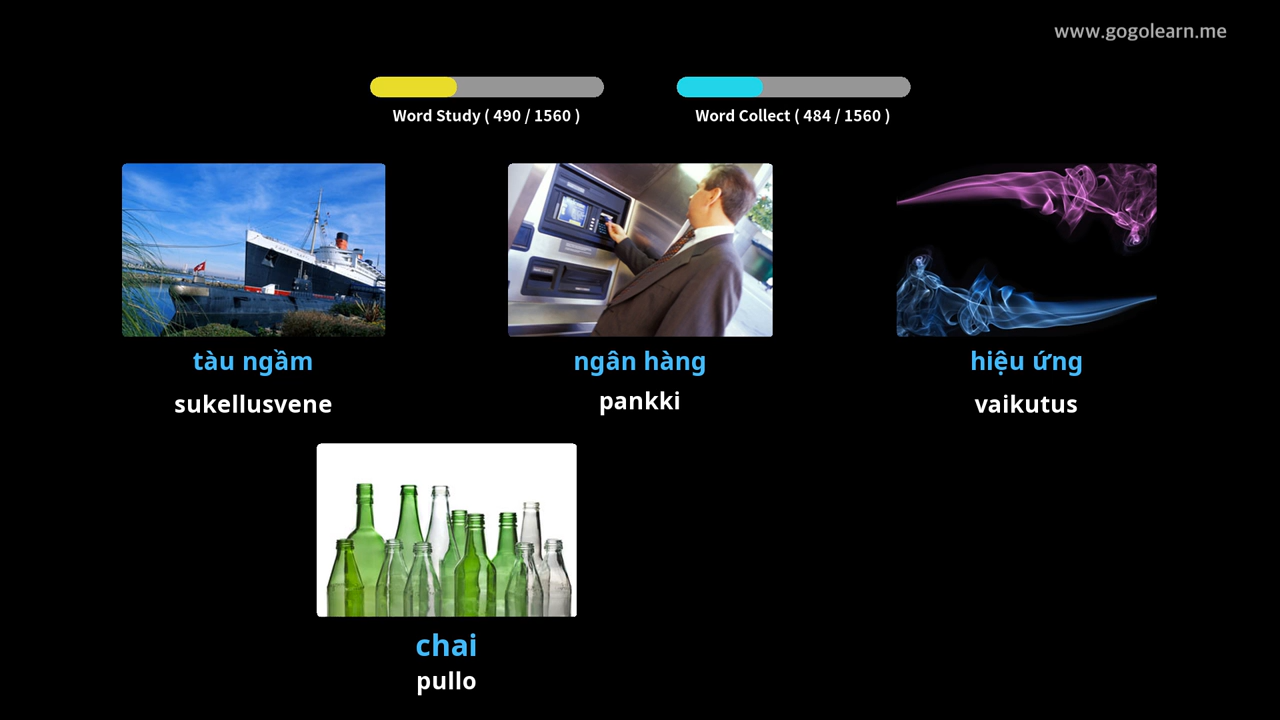 www.gogolearn.me
Word Study ( 490 / 1560 )
Word Collect ( 484 / 1560 )
tàu ngầm
ngân hàng
hiệu ứng
sukellusvene
pankki
vaikutus
chai
pullo